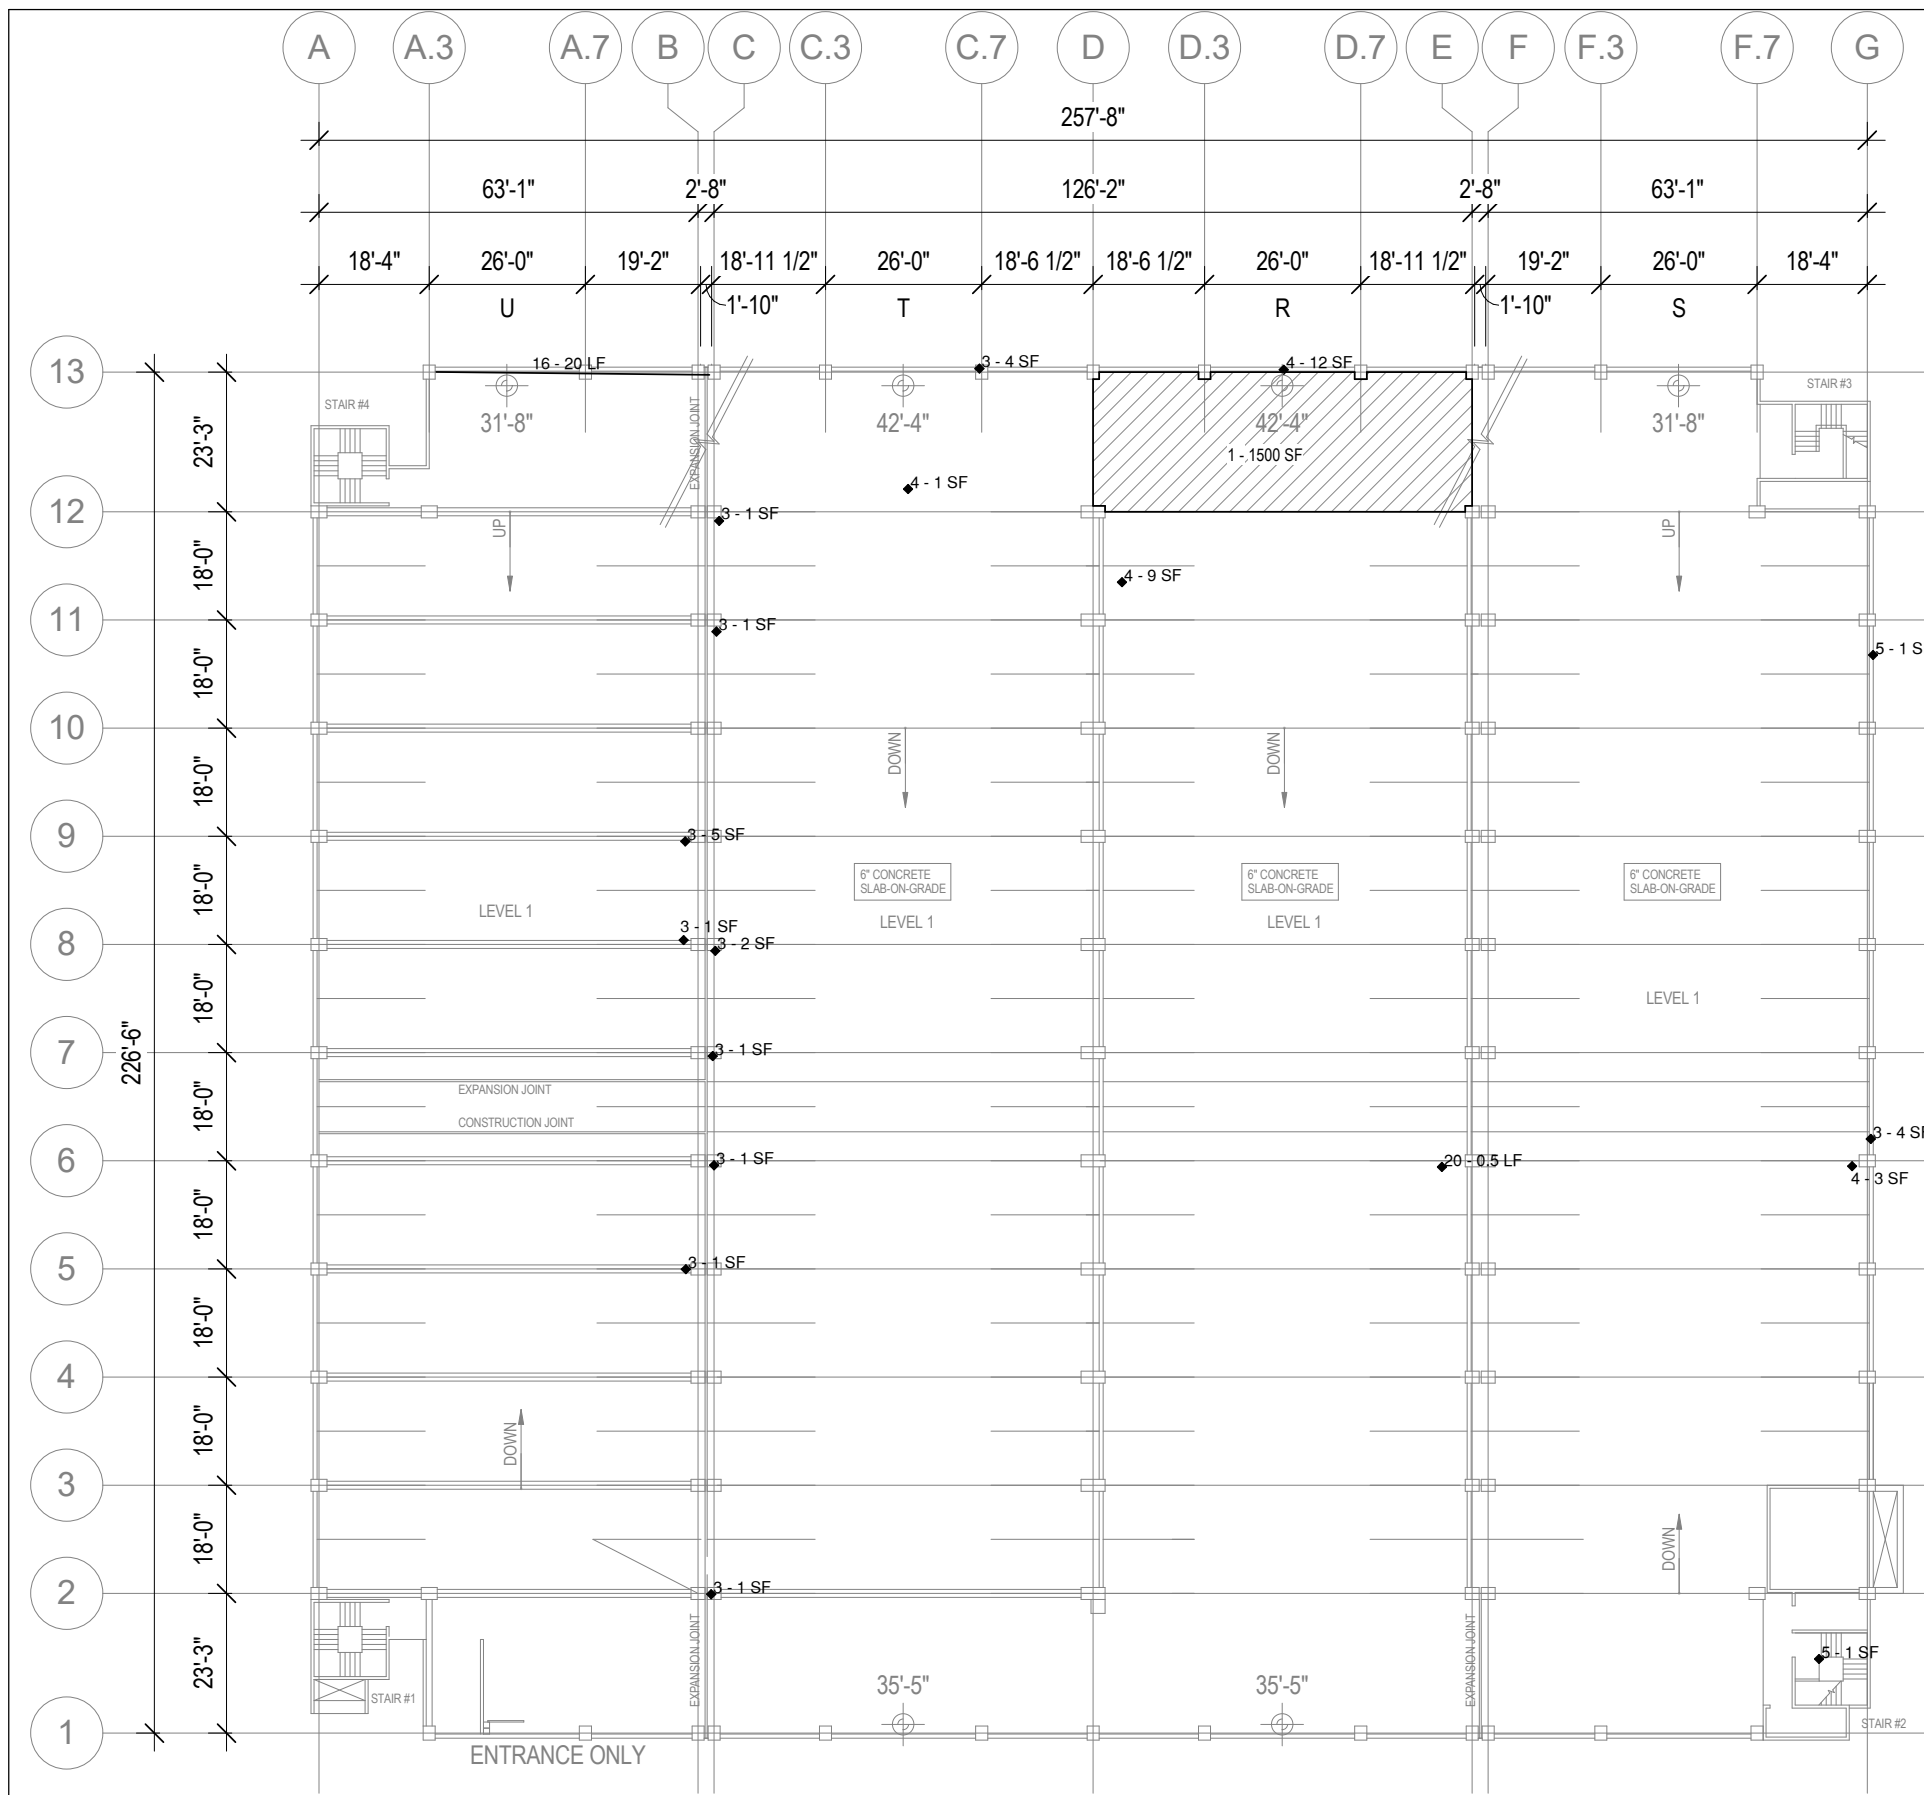 A A.3 A.7 B C C.3 C.7 D D.3 D.7 E F F.3 F.7 G
257'-8"
63'-1" 2'-8" 126'-2" 2'-8" 63'-1"
18'-4" 26'-0" 19'-2" 18'-11 1/2" 26'-0" 18'-6 1/2" 18'-6 1/2" 26'-0" 18'-11 1/2" 19'-2" 26'-0" 18'-4"
U 1'-10" T R 1'-10" S
13
16 - 20 LF
3 - 4 SF
4 - 12 SF
STAIR #3
STAIR #4
31'-8" 42'-4" 42'-4" 31'-8"
23'-3"
EXPANSION JOINT
1 - 1500 SF
4 - 1 SF
12
3 - 1 SF
UP
UP
18'-0"
4 - 9 SF
11
3 - 1 SF
5 - 1 S
18'-0"
10
DOWN
DOWN
18'-0"
9
3 - 5 SF
18'-0"
6" CONCRETE
SLAB-ON-GRADE
6" CONCRETE
SLAB-ON-GRADE
6" CONCRETE
SLAB-ON-GRADE
LEVEL 1
LEVEL 1
LEVEL 1
8
3 - 1 SF
3 - 2 SF
18'-0"
LEVEL 1
7
226'-6"
3 - 1 SF
EXPANSION JOINT
18'-0"
CONSTRUCTION JOINT
3 - 4 SF
6
3 - 1 SF
20 - 0.5 LF
4 - 3 SF
18'-0"
5
3 - 1 SF
18'-0"
4
18'-0"
DOWN
3
18'-0"
DOWN
2
3 - 1 SF
23'-3"
EXPANSION JOINT
EXPANSION JOINT
5 - 1 SF
35'-5" 35'-5"
STAIR #1
STAIR #2
1
ENTRANCE ONLY